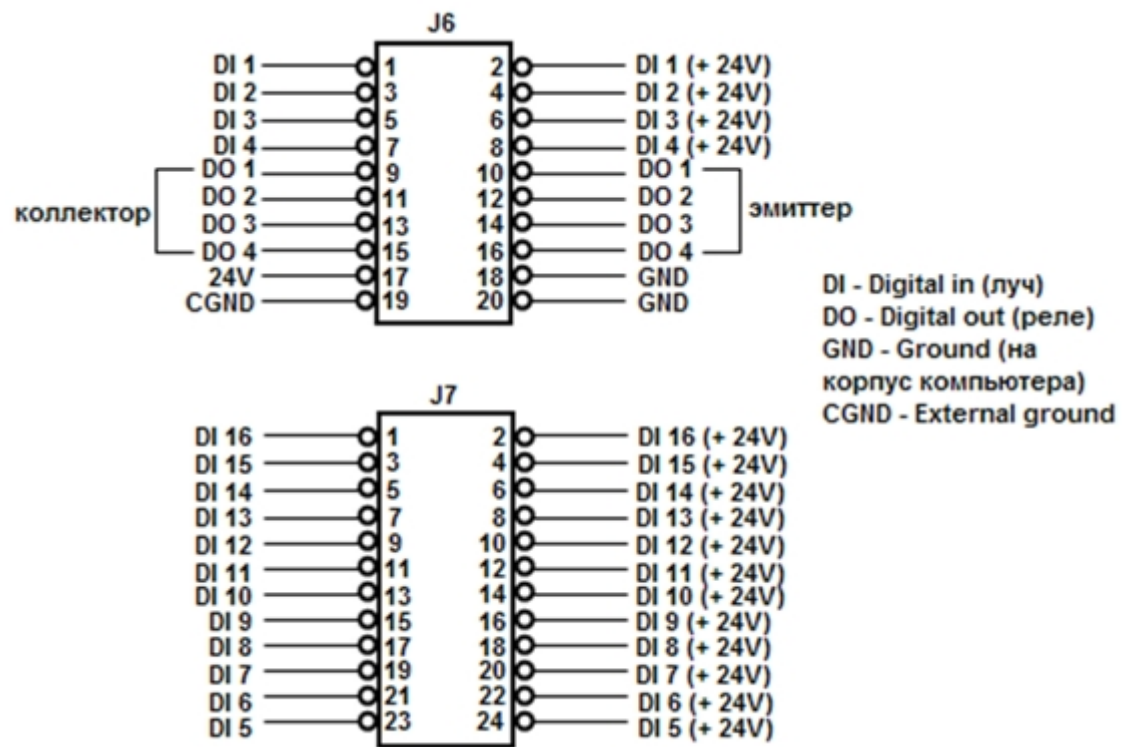 J6
DI 1 1 2 DI 1 (+ 24V)
DI 2 3 4 DI 2 (+ 24V)
DI 3 5 6 DI 3 (+ 24V)
DI 4 7 8 DI 4 (+ 24V)
DO 1 9 10 DO 1
DO 2 11 12 DO 2
коллектор эмиттер
DO 3 13 14 DO 3
DO 4 15 16 DO 4
24V 17 18 GND
CGND 19 20 GND
DI - Digital in (луч)
DO - Digital out (реле)
GND - Ground (на
корпус компьютера)
CGND - External ground
J7
DI 16 1 2 DI 16 (+ 24V)
DI 15 3 4 DI 15 (+ 24V)
DI 14 5 6 DI 14 (+ 24V)
DI 13 7 8 DI 13 (+ 24V)
DI 12 9 10 DI 12 (+ 24V)
DI 11 11 12 DI 11 (+ 24V)
DI 10 13 14 DI 10 (+ 24V)
DI 9 15 16 DI 9 (+ 24V)
DI 8 17 18 DI 8 (+ 24V)
DI 7 19 20 DI 7 (+ 24V)
DI 6 21 22 DI 6 (+ 24V)
DI 5 23 24 DI 5 (+ 24V)